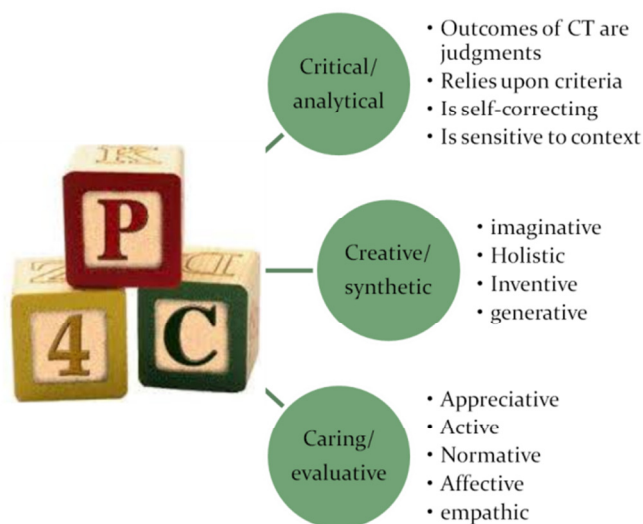 Critical/
analytical
• Outcomes of CT are
judgments
• Relies upon criteria
• Is self-correcting
• Is sensitive to context
K
P
Z
D
4
C
Creative/
synthetic
• imaginative
• Holistic
• Inventive
• generative
Caring/
evaluative
• Appreciative
• Active
• Normative
• Affective
• empathic